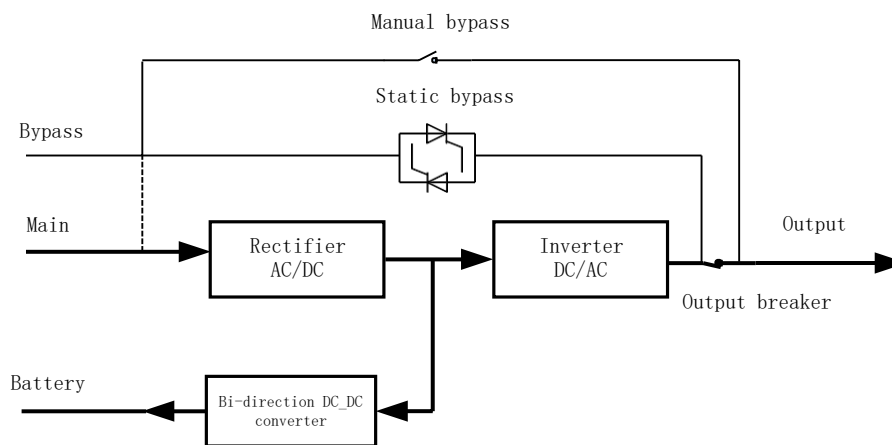 Manual bypass
Static bypass
Bypass
Main
Rectifier
AC/DC
Inverter
DC/AC
Output
Output breaker
Battery
Bi-direction DC_DC
converter